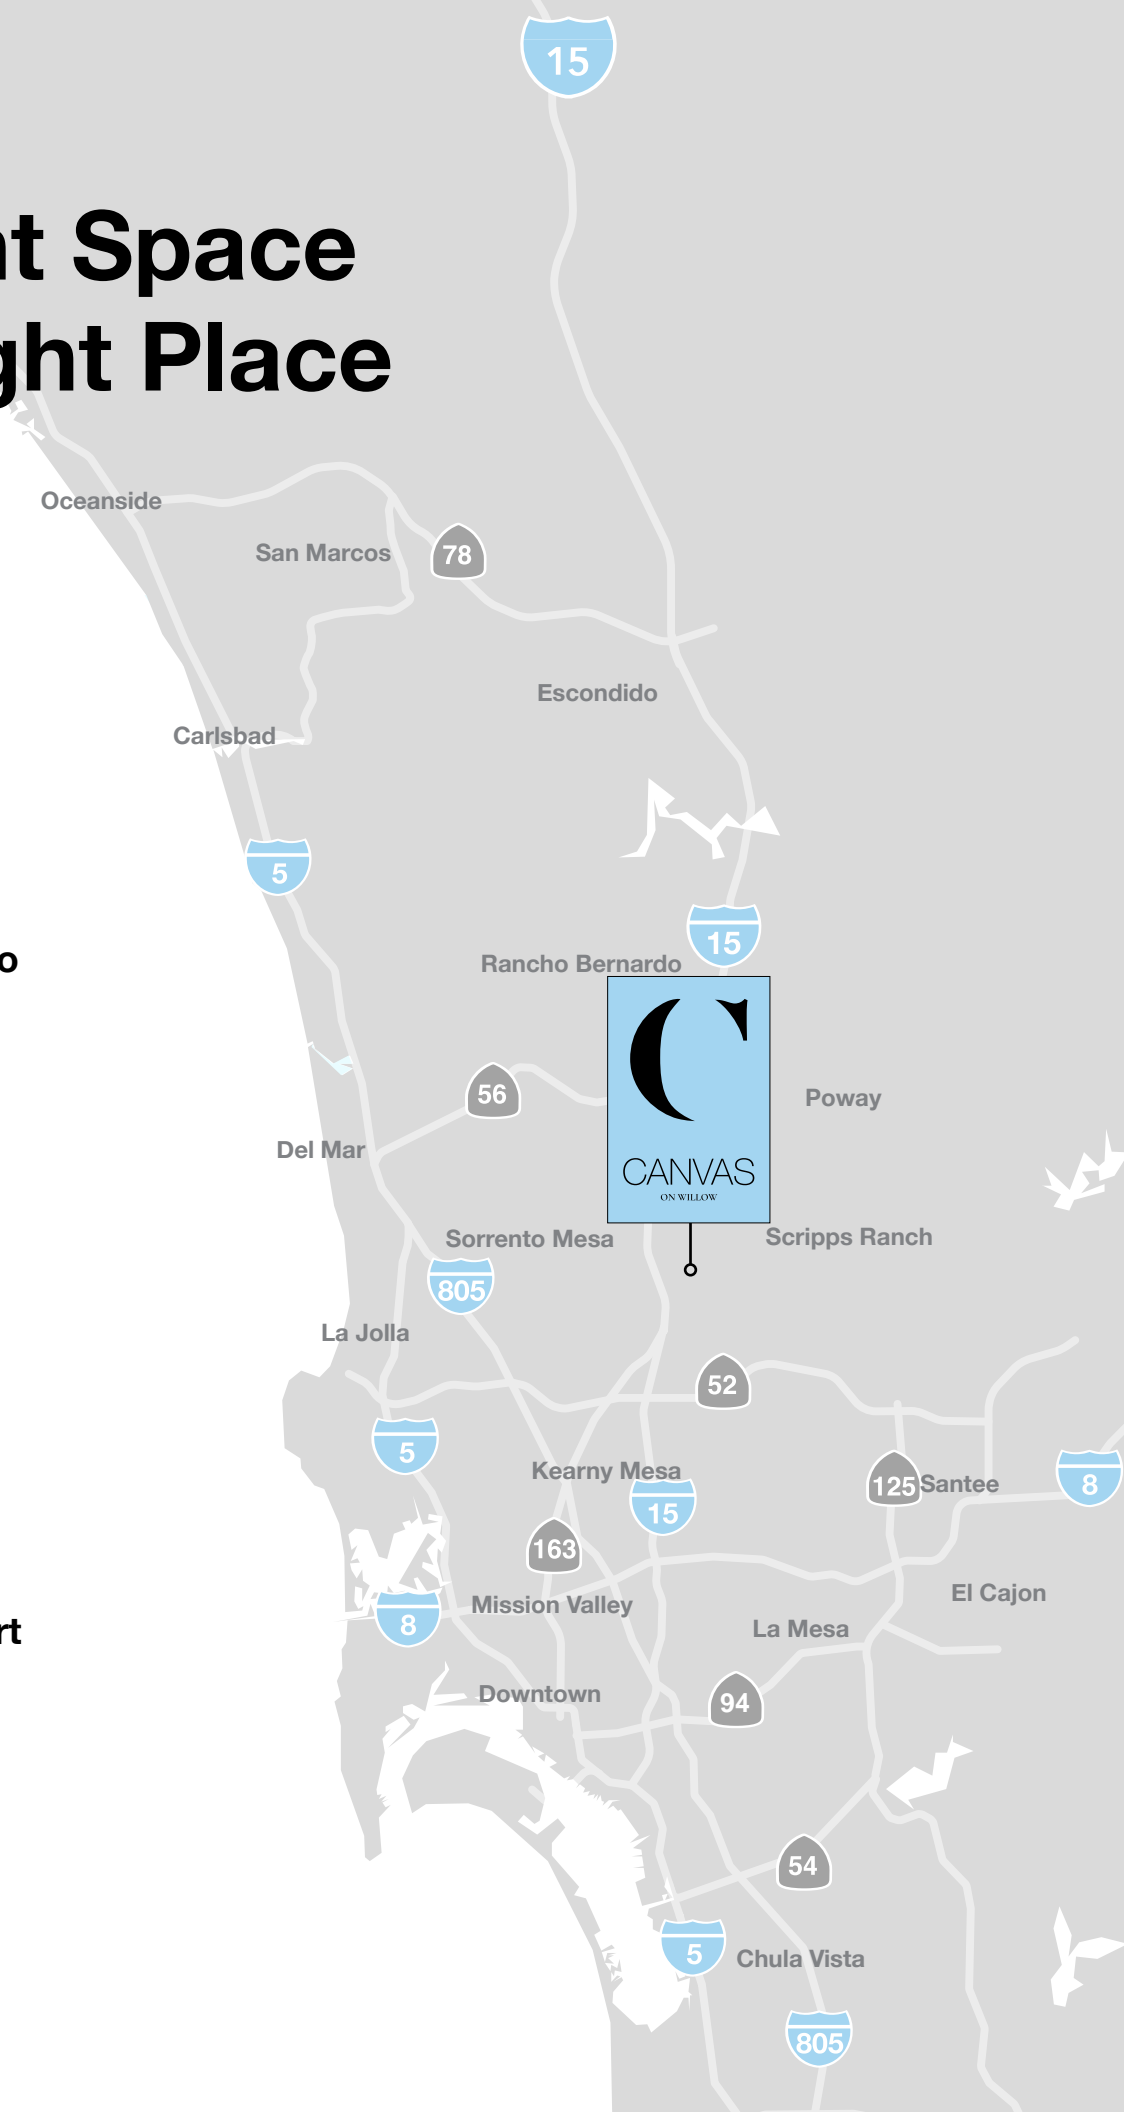 15
t Space
ght Place
Oceanside
San Marcos
78
Escondido
Carlsbad
5
15
Rancho Bernardo
o
C
56
Poway
Del Mar
CANVAS
ON WILLOW
Sorrento Mesa
Scripps Ranch
805
La Jolla
52
5
Kearny Mesa
125
Santee
8
15
163
El Cajon
Mission Valley
8
La Mesa
rt
Downtown
94
54
5
Chula Vista
805